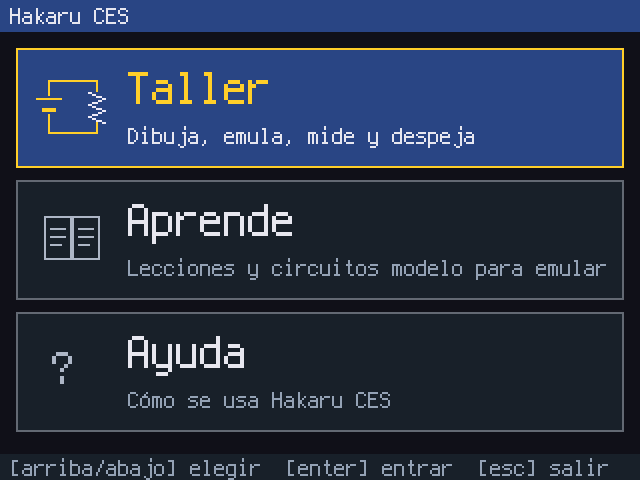 Hakaru CES
Taller
Dibuja, emula, mide y despeja
Aprende
Lecciones y circuitos modelo para emular
?
Ayuda
Cómo se usa Hakaru CES
[arriba/abajo] elegir  [enter] entrar  [esc] salir